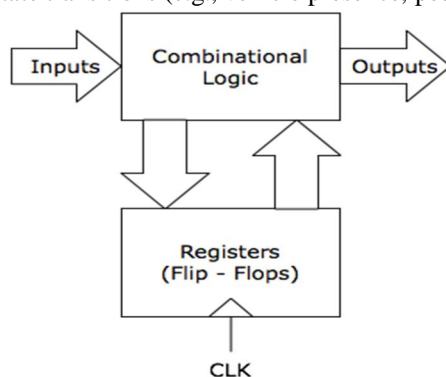 Inputs
Combinational
Logic
Outputs
Registers
(Flip - Flops)
CLK